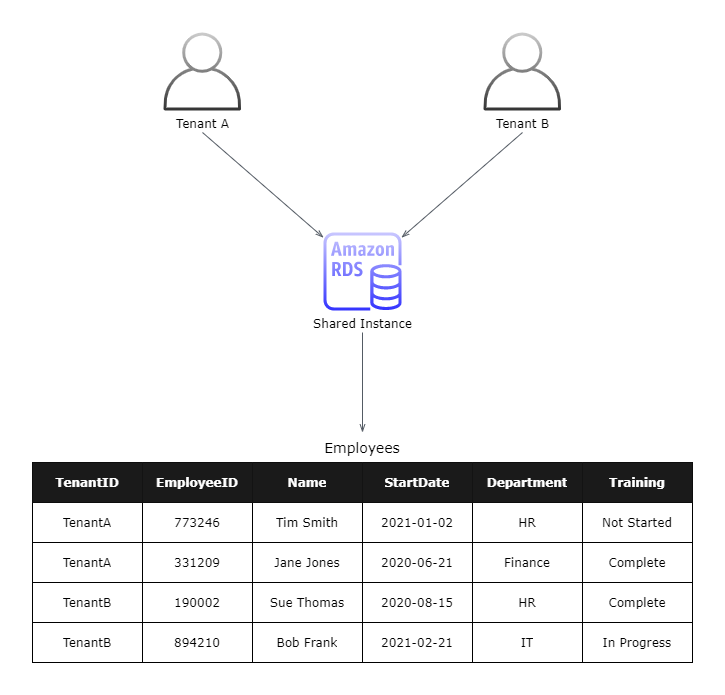 Tenant A
Tenant B
Amazon
RDS
Shared Instance
Employees
TenantID EmployeeID Name StartDate Department Training
TenantA 773246 Tim Smith 2021-01-02 HR Not Started
TenantA 331209 Jane Jones 2020-06-21 Finance Complete
TenantB 190002 Sue Thomas 2020-08-15 HR Complete
TenantB 894210 Bob Frank 2021-02-21 IT In Progress